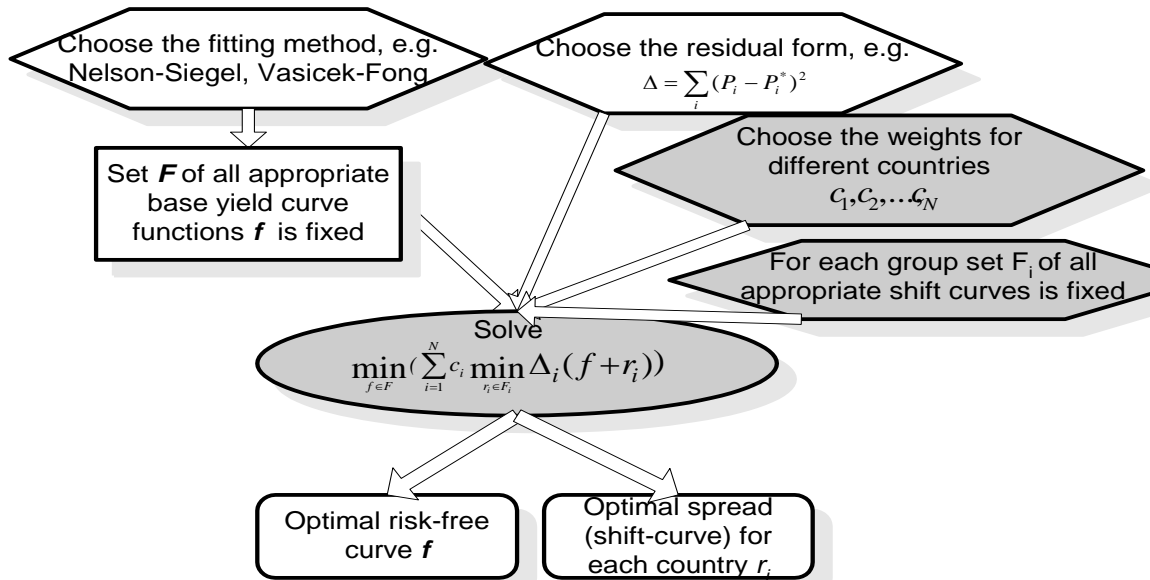 Choose the fitting method, e.g.
Nelson-Siegel, Vasicek-Fong
Choose the residual form, e.g.
Δ = ∑_i (P_i − P_i^*)^2
Choose the weights for
different countries
c_1,c_2,…,c_N
Set F of all appropriate
base yield curve
functions f is fixed
For each group set F_i of all
appropriate shift curves is fixed
Solve
min_{f∈F} (∑_{i=1}^{N} c_i min_{r_i∈F_i} Δ_i (f + r_i))
Optimal risk-free
curve f
Optimal spread
(shift-curve) for
each country r_i